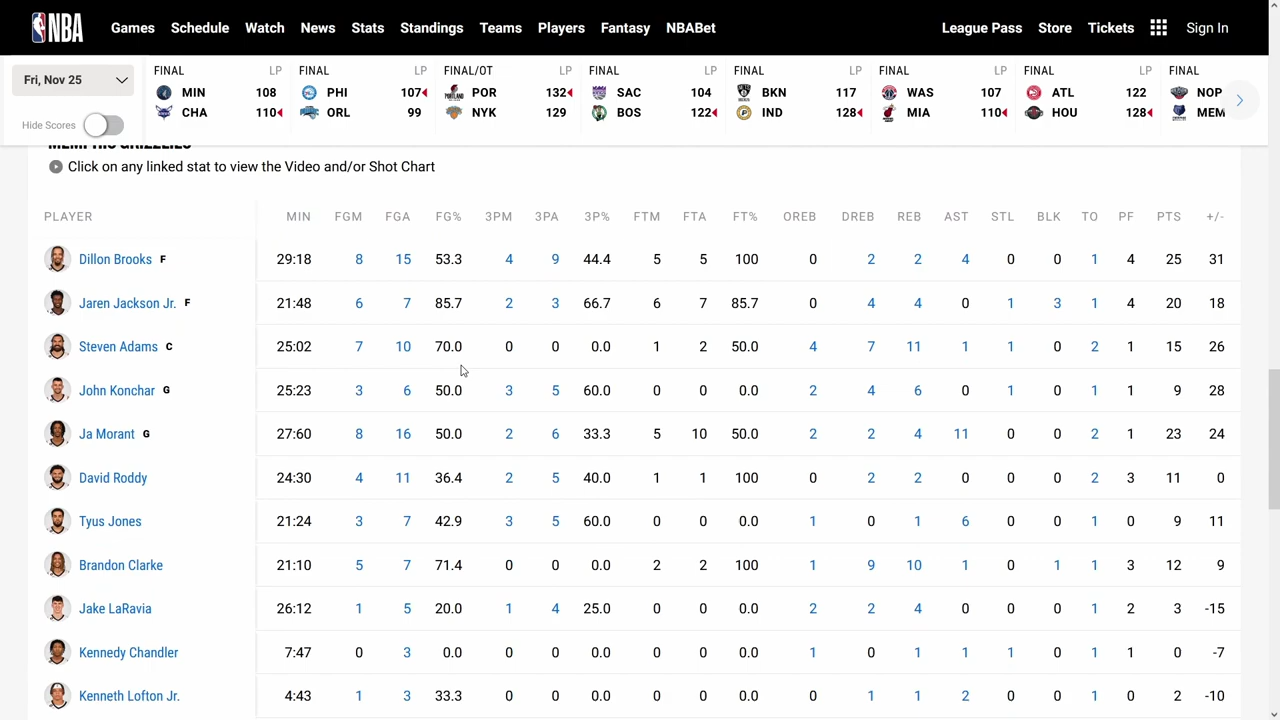 NBA Games Schedule Watch News Stats Standings Teams Players Fantasy NBABet League Pass Store Tickets Sign In
Fri, Nov 25
Hide Scores
FINAL LP
MIN 108
CHA 110
FINAL LP
PHI 107
ORL 99
FINAL/OT LP
POR 132
NYK 129
FINAL LP
SAC 104
BOS 122
FINAL LP
BKN 117
IND 128
FINAL LP
WAS 107
MIA 110
FINAL LP
ATL 122
HOU 128
FINAL
NOP
MEM
MEMPHIS GRIZZLIES
Click on any linked stat to view the Video and/or Shot Chart
PLAYER MIN FGM FGA FG% 3PM 3PA 3P% FTM FTA FT% OREB DREB REB AST STL BLK TO PF PTS +/-
Dillon Brooks F 29:18 8 15 53.3 4 9 44.4 5 5 100 0 2 2 4 0 0 1 4 25 31
Jaren Jackson Jr. F 21:48 6 7 85.7 2 3 66.7 6 7 85.7 0 4 4 0 1 3 1 4 20 18
Steven Adams C 25:02 7 10 70.0 0 0 0.0 1 2 50.0 4 7 11 1 1 0 2 1 15 26
John Konchar G 25:23 3 6 50.0 3 5 60.0 0 0 0.0 2 4 6 0 1 0 1 1 9 28
Ja Morant G 27:60 8 16 50.0 2 6 33.3 5 10 50.0 2 2 4 11 0 0 2 1 23 24
David Roddy 24:30 4 11 36.4 2 5 40.0 1 1 100 0 2 2 0 0 0 2 3 11 0
Tyus Jones 21:24 3 7 42.9 3 5 60.0 0 0 0.0 1 0 1 6 0 0 1 0 9 11
Brandon Clarke 21:10 5 7 71.4 0 0 0.0 2 2 100 1 9 10 1 0 1 1 3 12 9
Jake LaRavia 26:12 1 5 20.0 1 4 25.0 0 0 0.0 2 2 4 0 0 0 1 2 3 -15
Kennedy Chandler 7:47 0 3 0.0 0 0 0.0 0 0 0.0 1 0 1 1 1 0 1 1 0 -7
Kenneth Lofton Jr. 4:43 1 3 33.3 0 0 0.0 0 0 0.0 0 1 1 2 0 0 1 0 2 -10